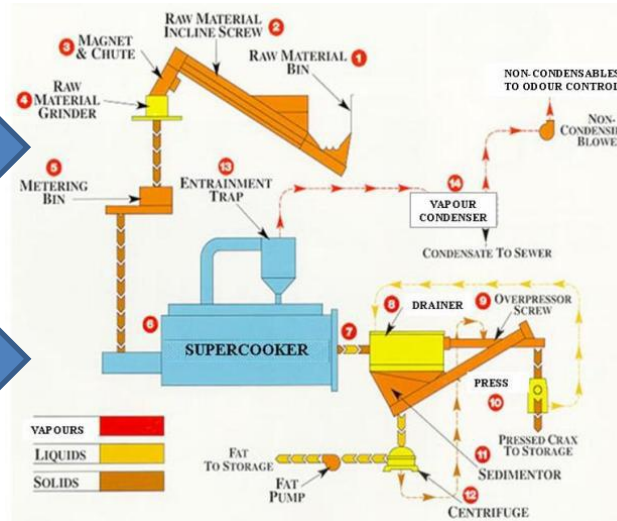 2
RAW MATERIAL
INCLINE SCREW
3
MAGNET
& CHUTE
RAW MATERIAL
BIN
1
4
RAW
MATERIAL
GRINDER
NON-CONDENSABLES
TO ODOUR CONTROL
NON-
CONDENSIBLE
BLOWER
5
METERING
BIN
13
ENTRAINMENT
TRAP
14
VAPOUR
CONDENSER
CONDENSATE TO SEWER
6
SUPERCOOKER
7
8
DRAINER
9
OVERPRESSOR
SCREW
PRESS
10
PRESSED CRAX
TO STORAGE
11
SEDIMENTOR
12
CENTRIFUGE
FAT
TO STORAGE
FAT
PUMP
VAPOURS
LIQUIDS
SOLIDS